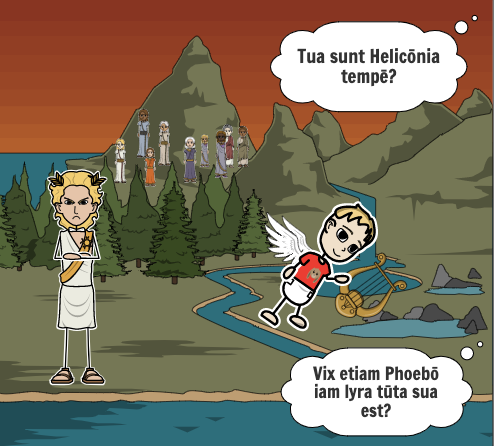 Tua sunt Helicōnia
tempē?
Vix etiam Phoebō
iam lyra tūta sua
est?